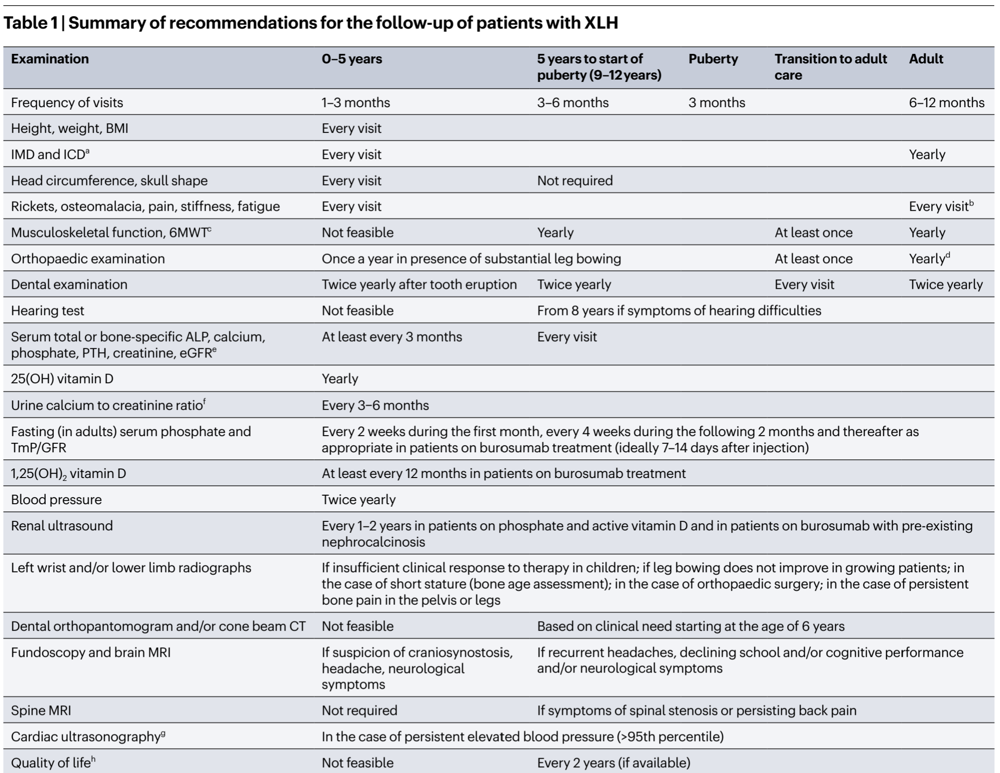 Table 1 | Summary of recommendations for the follow-up of patients with XLH
Examination 0–5 years 5 years to start of puberty (9–12 years) Puberty Transition to adult care Adult
Frequency of visits 1–3 months 3–6 months 3 months 6–12 months
Height, weight, BMI Every visit
IMD and ICDᵃ Every visit Yearly
Head circumference, skull shape Every visit Not required
Rickets, osteomalacia, pain, stiffness, fatigue Every visit Every visitᵇ
Musculoskeletal function, 6MWTᶜ Not feasible Yearly At least once Yearly
Orthopaedic examination Once a year in presence of substantial leg bowing At least once Yearlyᵈ
Dental examination Twice yearly after tooth eruption Twice yearly Every visit Twice yearly
Hearing test Not feasible From 8 years if symptoms of hearing difficulties
Serum total or bone-specific ALP, calcium,
phosphate, PTH, creatinine, eGFRᵉ
At least every 3 months Every visit
25(OH) vitamin D Yearly
Urine calcium to creatinine ratioᶠ Every 3–6 months
Fasting (in adults) serum phosphate and
TmP/GFR
Every 2 weeks during the first month, every 4 weeks during the following 2 months and thereafter as
appropriate in patients on burosumab treatment (ideally 7–14 days after injection)
1,25(OH)₂ vitamin D At least every 12 months in patients on burosumab treatment
Blood pressure Twice yearly
Renal ultrasound Every 1–2 years in patients on phosphate and active vitamin D and in patients on burosumab with pre-existing
nephrocalcinosis
Left wrist and/or lower limb radiographs If insufficient clinical response to therapy in children; if leg bowing does not improve in growing patients; in
the case of short stature (bone age assessment); in the case of orthopaedic surgery; in the case of persistent
bone pain in the pelvis or legs
Dental orthopantomogram and/or cone beam CT Not feasible Based on clinical need starting at the age of 6 years
Fundoscopy and brain MRI
If suspicion of craniosynostosis,
headache, neurological
symptoms
If recurrent headaches, declining school and/or cognitive performance
and/or neurological symptoms
Spine MRI Not required If symptoms of spinal stenosis or persisting back pain
Cardiac ultrasonographyᵍ In the case of persistent elevated blood pressure (>95th percentile)
Quality of lifeʰ Not feasible Every 2 years (if available)